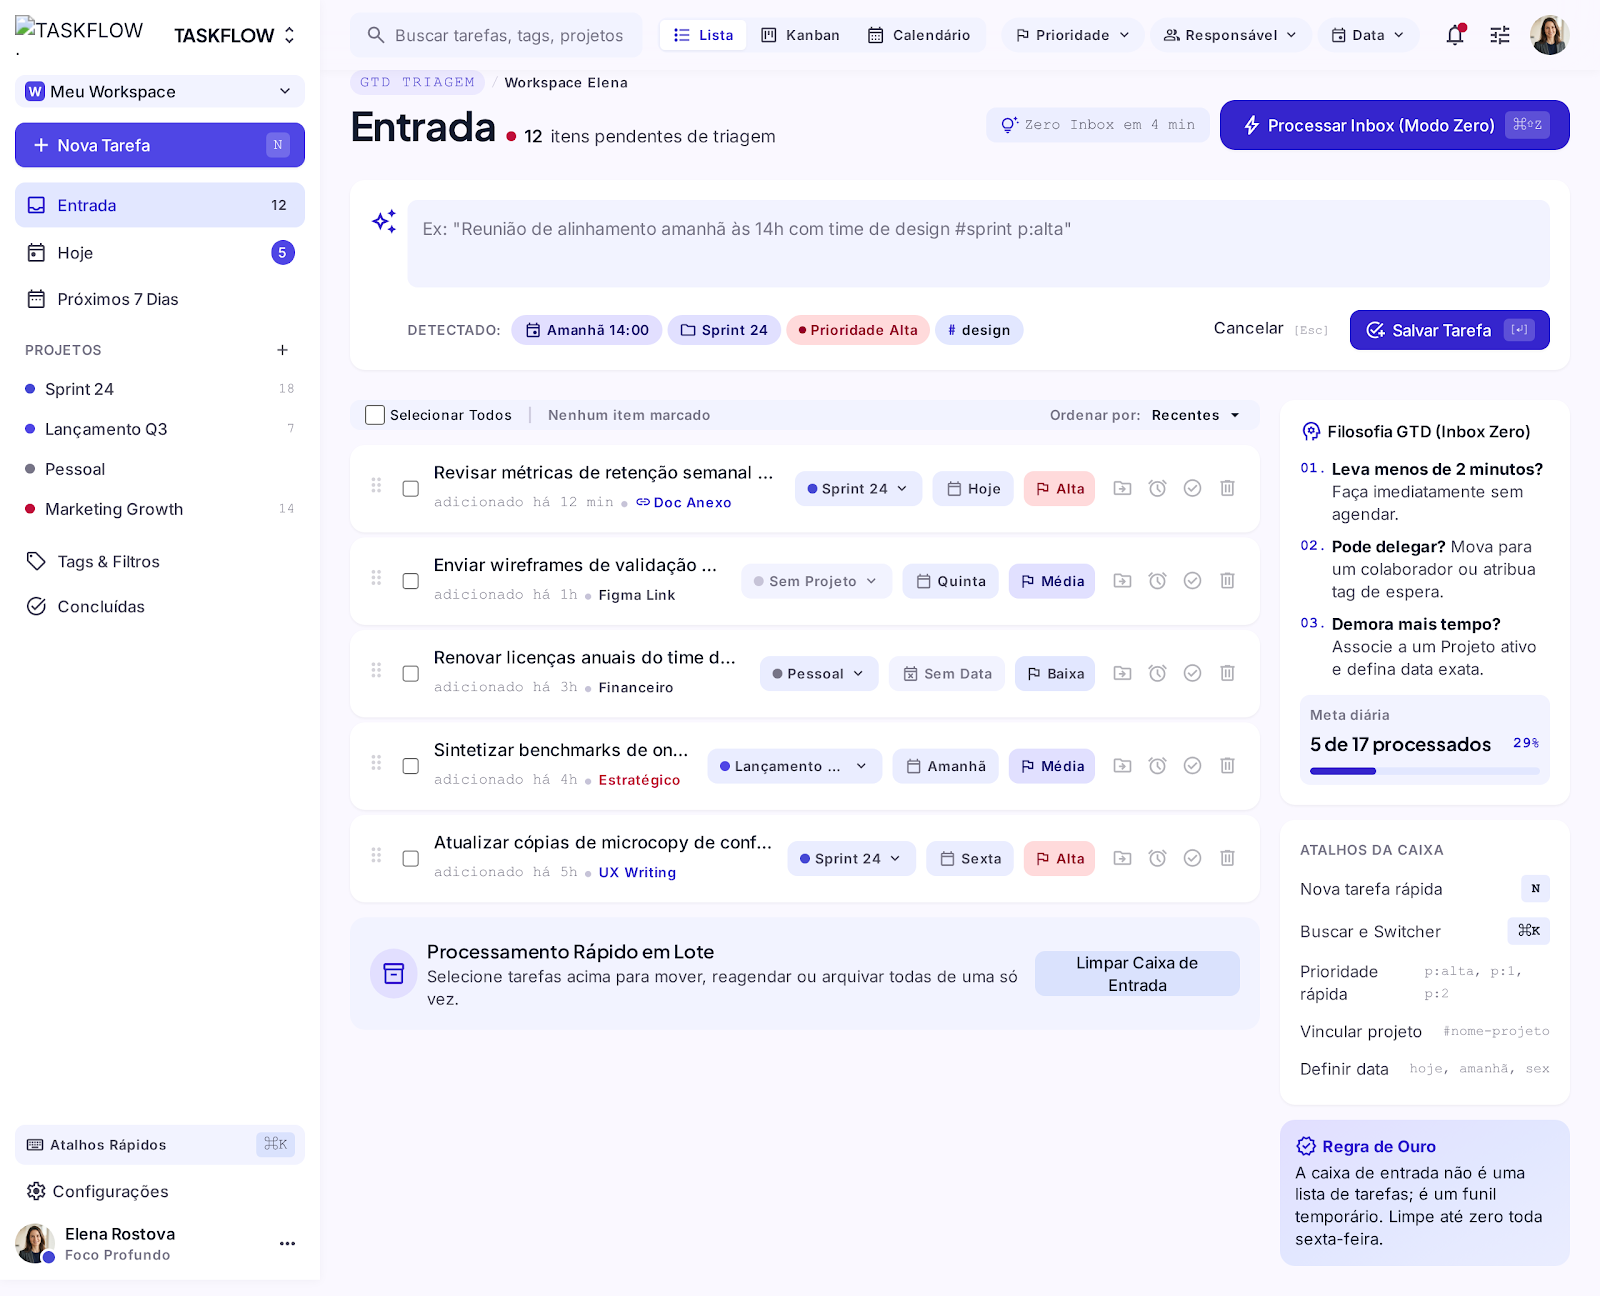 TASKFLOW
.
TASKFLOW
W Meu Workspace
Nova Tarefa N
Entrada 12
Hoje 5
Próximos 7 Dias
PROJETOS
Sprint 24 18
Lançamento Q3 7
Pessoal
Marketing Growth 14
Tags & Filtros
Concluídas
Atalhos Rápidos ⌘K
Configurações
Elena Rostova
Foco Profundo
Buscar tarefas, tags, projetos
Lista Kanban Calendário
Prioridade Responsável Data
GTD TRIAGEM / Workspace Elena
Entrada 12 itens pendentes de triagem
Zero Inbox em 4 min
Processar Inbox (Modo Zero) ⌘⇧Z
Ex: "Reunião de alinhamento amanhã às 14h com time de design #sprint p:alta"
DETECTADO: Amanhã 14:00 Sprint 24 Prioridade Alta # design
Cancelar [Esc] Salvar Tarefa [↵]
Selecionar Todos | Nenhum item marcado
Ordenar por: Recentes
Revisar métricas de retenção semanal ...
adicionado há 12 min Doc Anexo
Sprint 24 Hoje Alta
Enviar wireframes de validação ...
adicionado há 1h Figma Link
Sem Projeto Quinta Média
Renovar licenças anuais do time d...
adicionado há 3h Financeiro
Pessoal Sem Data Baixa
Sintetizar benchmarks de on...
adicionado há 4h Estratégico
Lançamento ... Amanhã Média
Atualizar cópias de microcopy de conf...
adicionado há 5h UX Writing
Sprint 24 Sexta Alta
Processamento Rápido em Lote
Selecione tarefas acima para mover, reagendar ou arquivar todas de uma só
vez.
Limpar Caixa de
Entrada
Filosofia GTD (Inbox Zero)
01. Leva menos de 2 minutos?
Faça imediatamente sem
agendar.
02. Pode delegar? Mova para
um colaborador ou atribua
tag de espera.
03. Demora mais tempo?
Associe a um Projeto ativo
e defina data exata.
Meta diária
5 de 17 processados 29%
ATALHOS DA CAIXA
Nova tarefa rápida N
Buscar e Switcher ⌘K
Prioridade
rápida
p:alta, p:1,
p:2
Vincular projeto #nome-projeto
Definir data hoje, amanhã, sex
Regra de Ouro
A caixa de entrada não é uma
lista de tarefas; é um funil
temporário. Limpe até zero toda
sexta-feira.